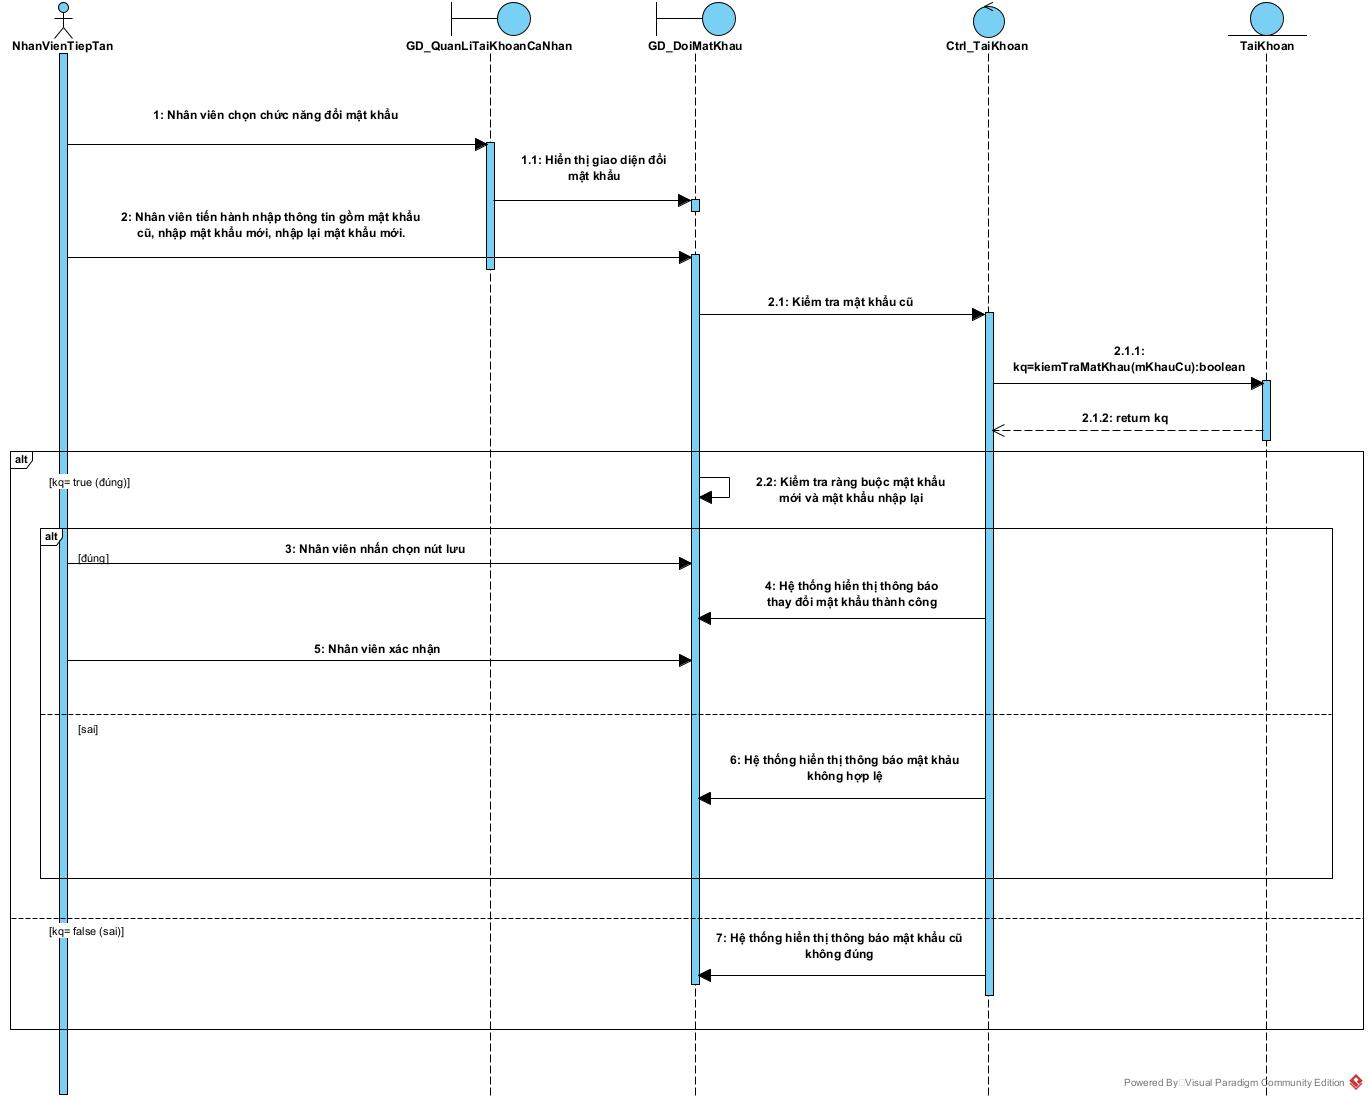 NhanVienTiepTan
GD_QuanLiTaiKhoanCaNhan
GD_DoiMatKhau
Ctrl_TaiKhoan
TaiKhoan
1: Nhân viên chọn chức năng đổi mật khẩu
1.1: Hiển thị giao diện đổi
mật khẩu
2: Nhân viên tiến hành nhập thông tin gồm mật khẩu
cũ, nhập mật khẩu mới, nhập lại mật khẩu mới.
2.1: Kiểm tra mật khẩu cũ
2.1.1:
kq=kiemTraMatKhau(mKhauCu):boolean
2.1.2: return kq
alt
[kq= true (đúng)]
2.2: Kiểm tra ràng buộc mật khẩu
mới và mật khẩu nhập lại
alt
[đúng]
3: Nhân viên nhấn chọn nút lưu
4: Hệ thống hiển thị thông báo
thay đổi mật khẩu thành công
5: Nhân viên xác nhận
[sai]
6: Hệ thống hiển thị thông báo mật khảu
không hợp lệ
[kq= false (sai)]
7: Hệ thống hiển thị thông báo mật khẩu cũ
không đúng
Powered By Visual Paradigm Community Edition